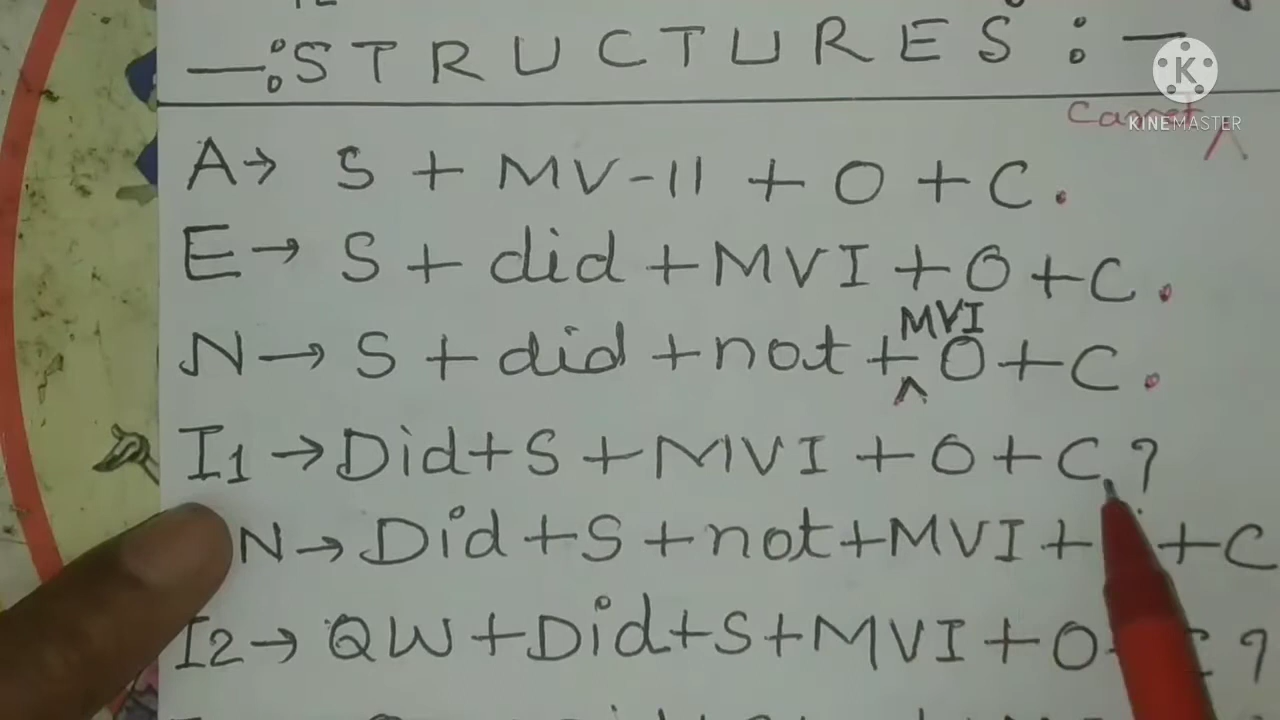 —: STRUCTURES :—
K
Carret ^
KINEMASTER
A → S + MV-II + O + C.
E → S + did + MVI + O + C.
MVI
N → S + did + not + ^ O + C.
I1 → Did + S + MVI + O + C ?
N → Did + S + not + MVI + + C
I2 → QW + Did + S + MVI + O ?